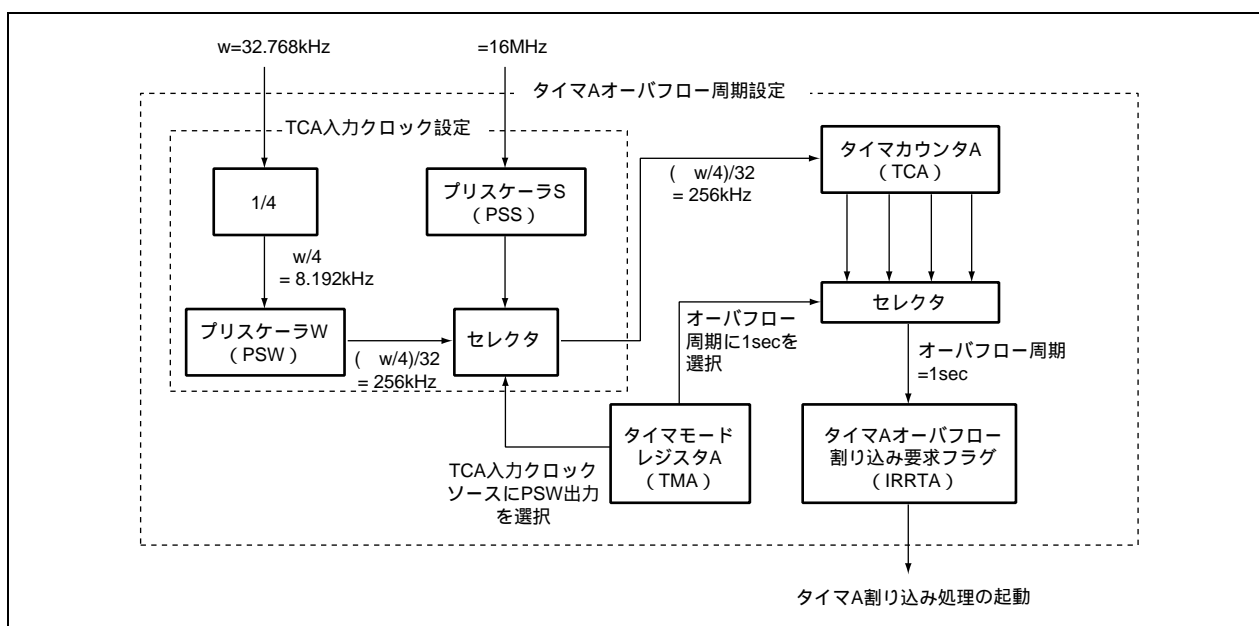 w=32.768kHz
=16MHz
タイマAオーバフロー周期設定
TCA入力クロック設定
1/4
w/4
= 8.192kHz
プリスケーラW
(PSW)
( w/4)/32
= 256kHz
プリスケーラS
(PSS)
セレクタ
( w/4)/32
= 256kHz
タイマカウンタA
(TCA)
セレクタ
オーバフロー
周期に1secを
選択
オーバフロー周期
=1sec
TCA入力クロック
ソースにPSW出力
を選択
タイマモード
レジスタA
(TMA)
タイマAオーバフロー
割り込み要求フラグ
(IRRTA)
タイマA割り込み処理の起動